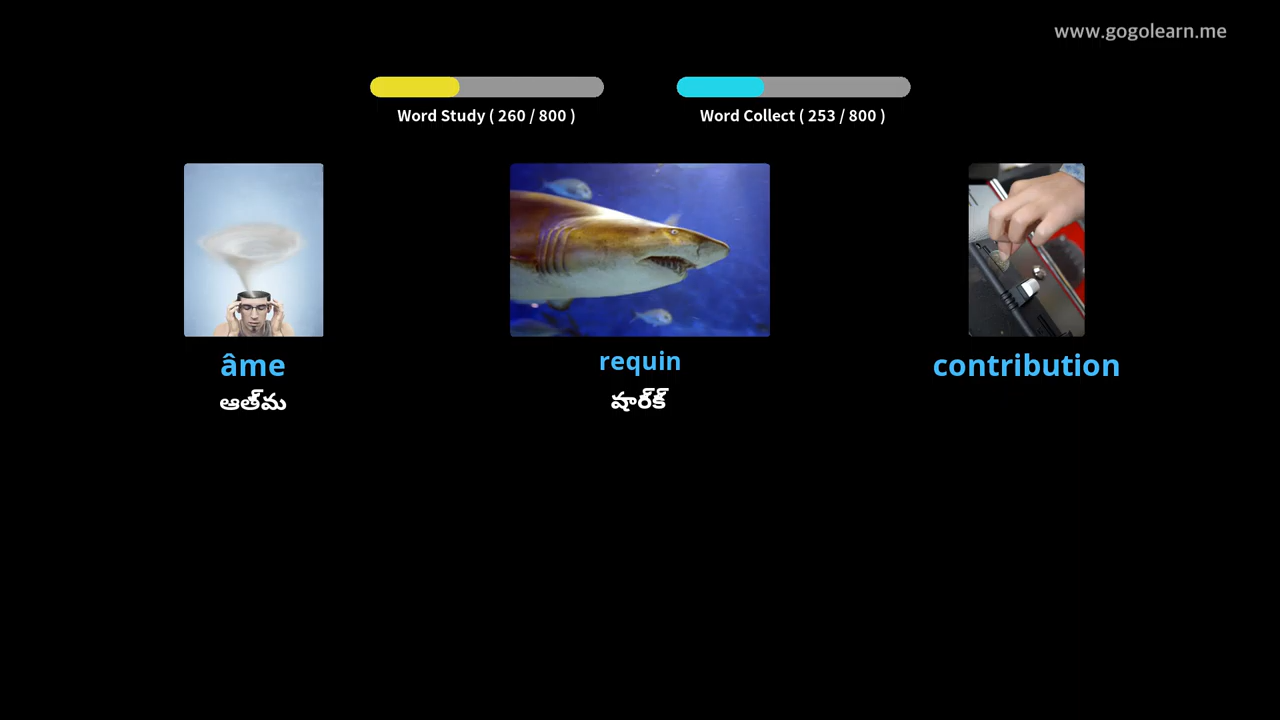 www.gogolearn.me
Word Study ( 260 / 800 )
Word Collect ( 253 / 800 )
âme
requin
contribution
ఆత్‌మ
షార్‌క్